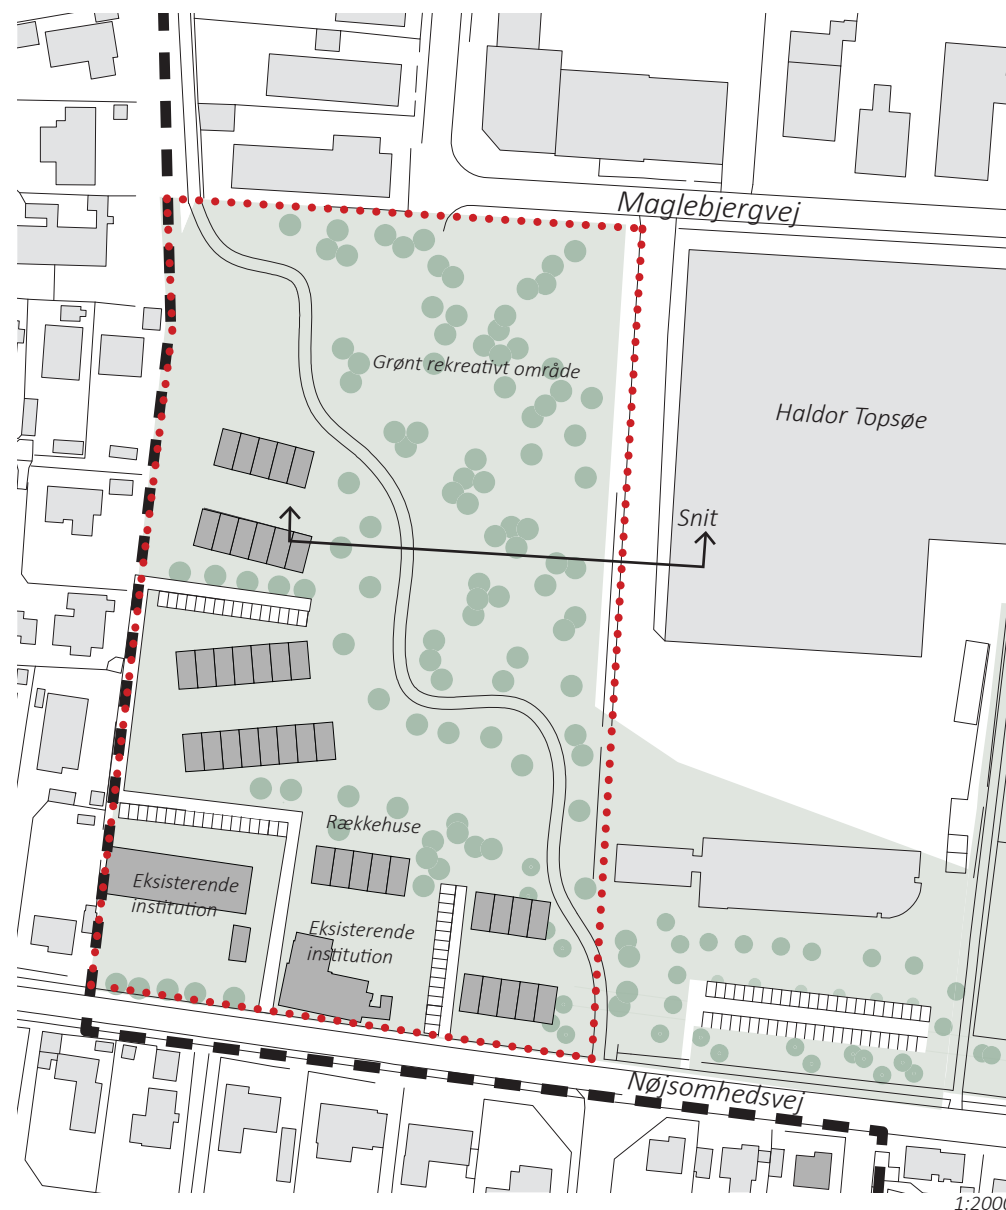 Maglebjergvej
Grønt rekreativt område
Haldor Topsøe
Snit
Rækkehuse
Eksisterende
institution
Eksisterende
institution
Nøjsomhedsvej
1:2000